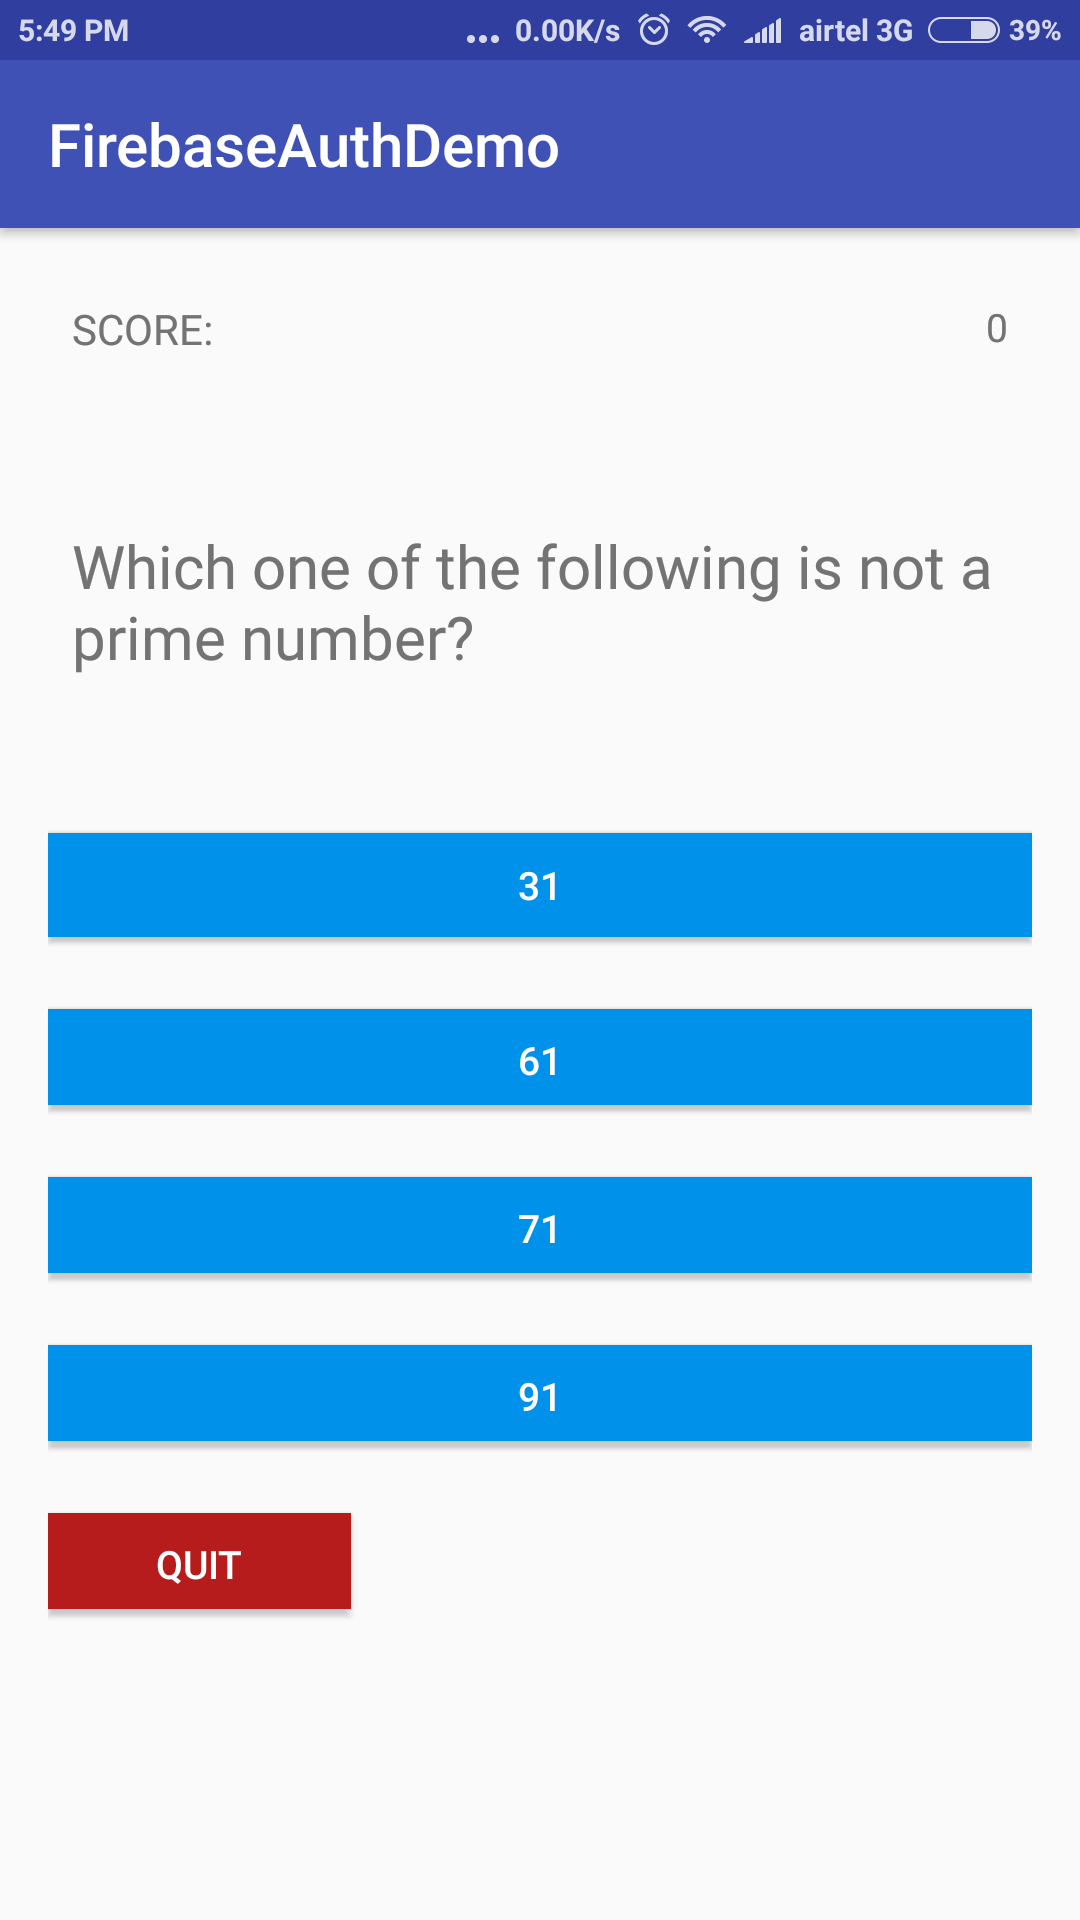 5:49 PM ... 0.00K/s airtel 3G 39%
FirebaseAuthDemo
SCORE: 0
Which one of the following is not a
prime number?
31
61
71
91
QUIT